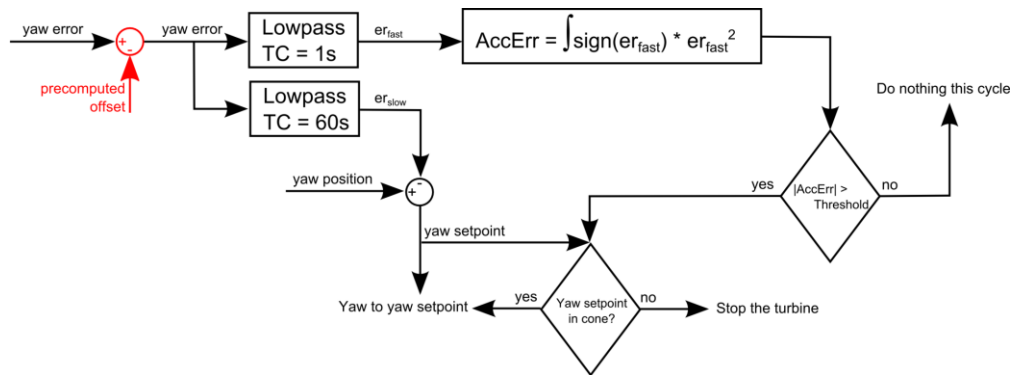 yaw error
+
-
precomputed
offset
yaw error
Lowpass
TC = 1s
er_fast
AccErr = ∫sign(er_fast) * er_fast²
Lowpass
TC = 60s
er_slow
Do nothing this cycle
yaw position
+
-
yes
|AccErr| >
Threshold
no
yaw setpoint
Yaw to yaw setpoint
yes
Yaw setpoint
in cone?
no
Stop the turbine